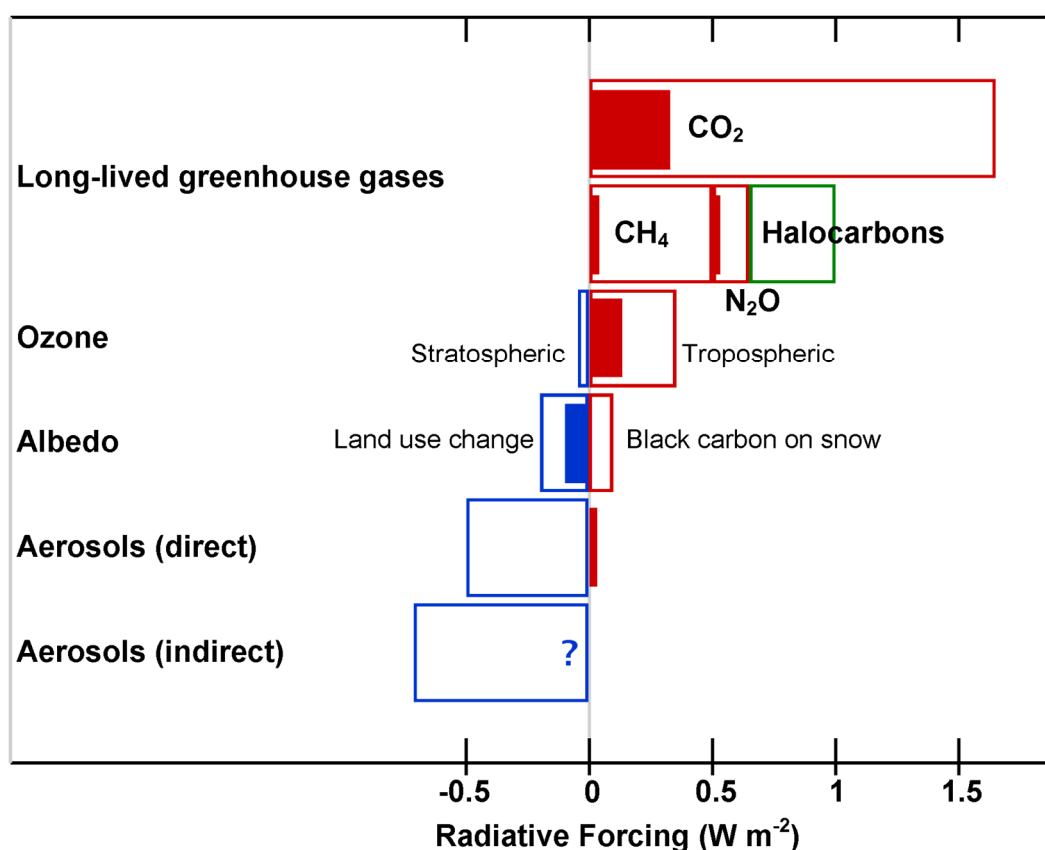 CO₂
Long-lived greenhouse gases
CH₄
Halocarbons
N₂O
Ozone
Stratospheric
Tropospheric
Albedo
Land use change
Black carbon on snow
Aerosols (direct)
Aerosols (indirect)
?
-0.5 0 0.5 1 1.5
Radiative Forcing (W m⁻²)